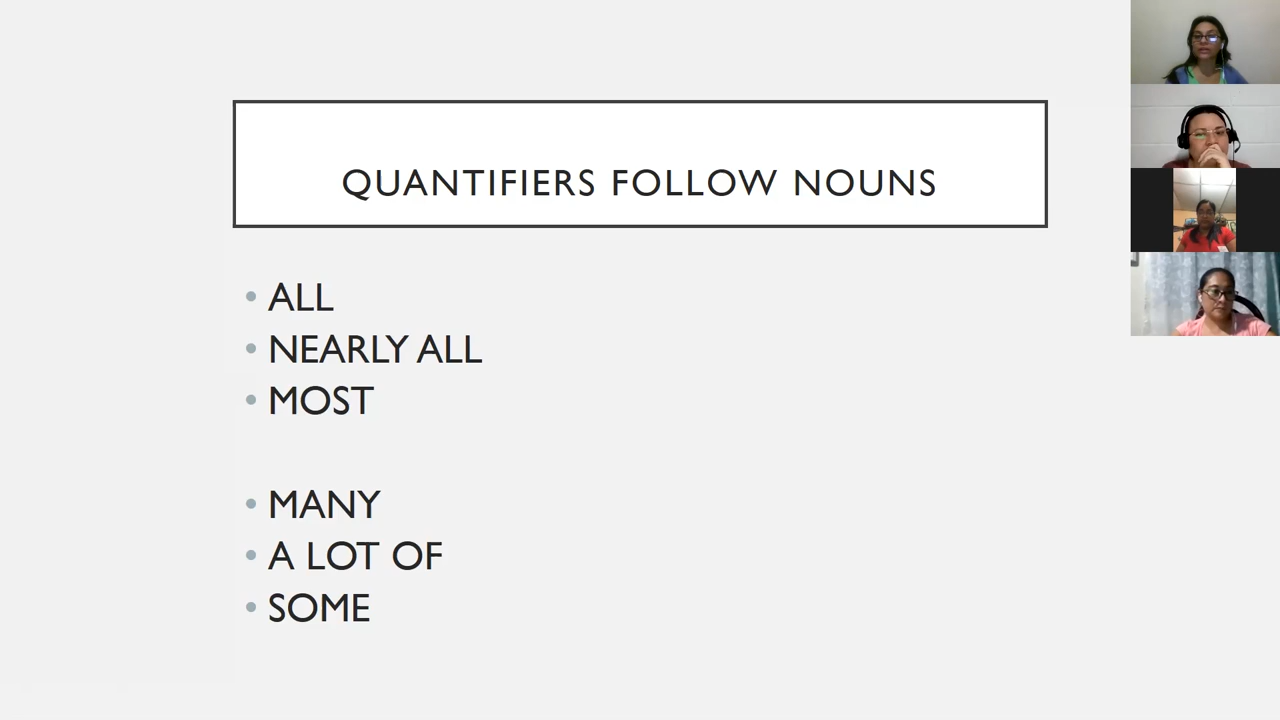 QUANTIFIERS FOLLOW NOUNS
• ALL
• NEARLY ALL
• MOST
• MANY
• A LOT OF
• SOME